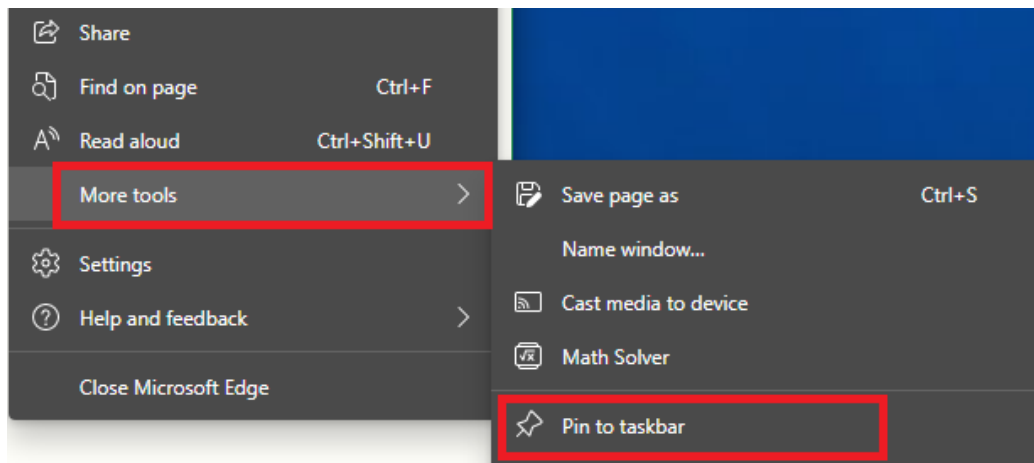 Share
Find on page Ctrl+F
Read aloud Ctrl+Shift+U
More tools
Settings
Help and feedback
Close Microsoft Edge
Save page as Ctrl+S
Name window...
Cast media to device
Math Solver
Pin to taskbar